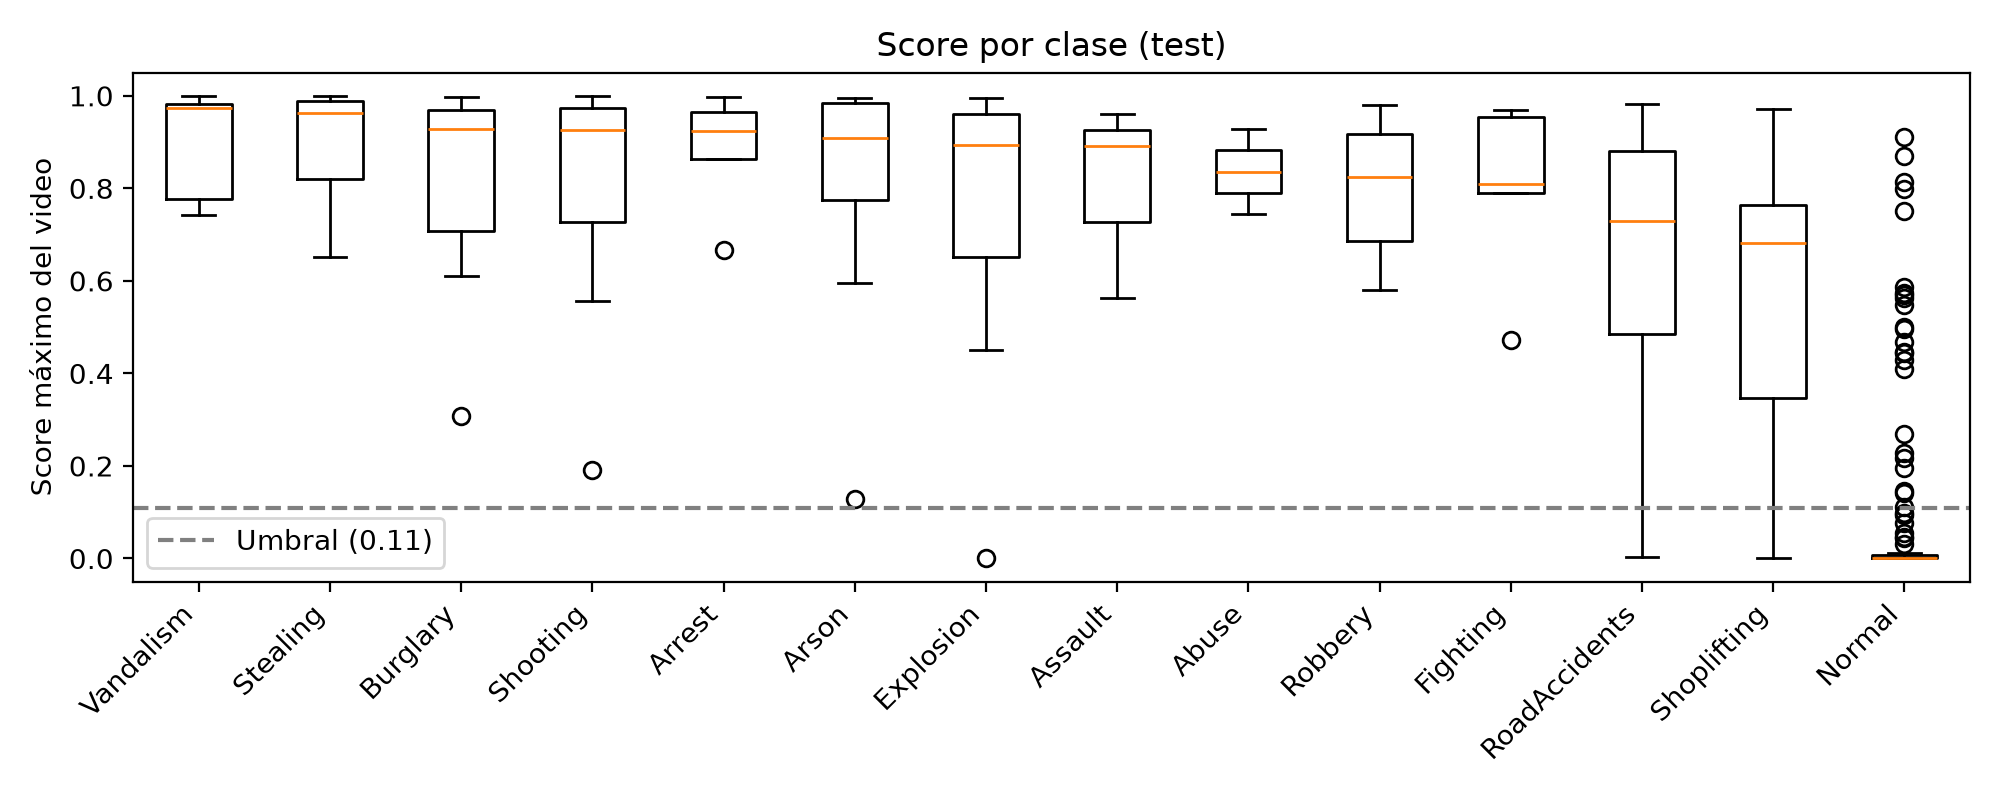 Score por clase (test)
Score máximo del video
1.0
0.8
0.6
0.4
0.2
0.0
Umbral (0.11)
Vandalism
Stealing
Burglary
Shooting
Arrest
Arson
Explosion
Assault
Abuse
Robbery
Fighting
RoadAccidents
Shoplifting
Normal